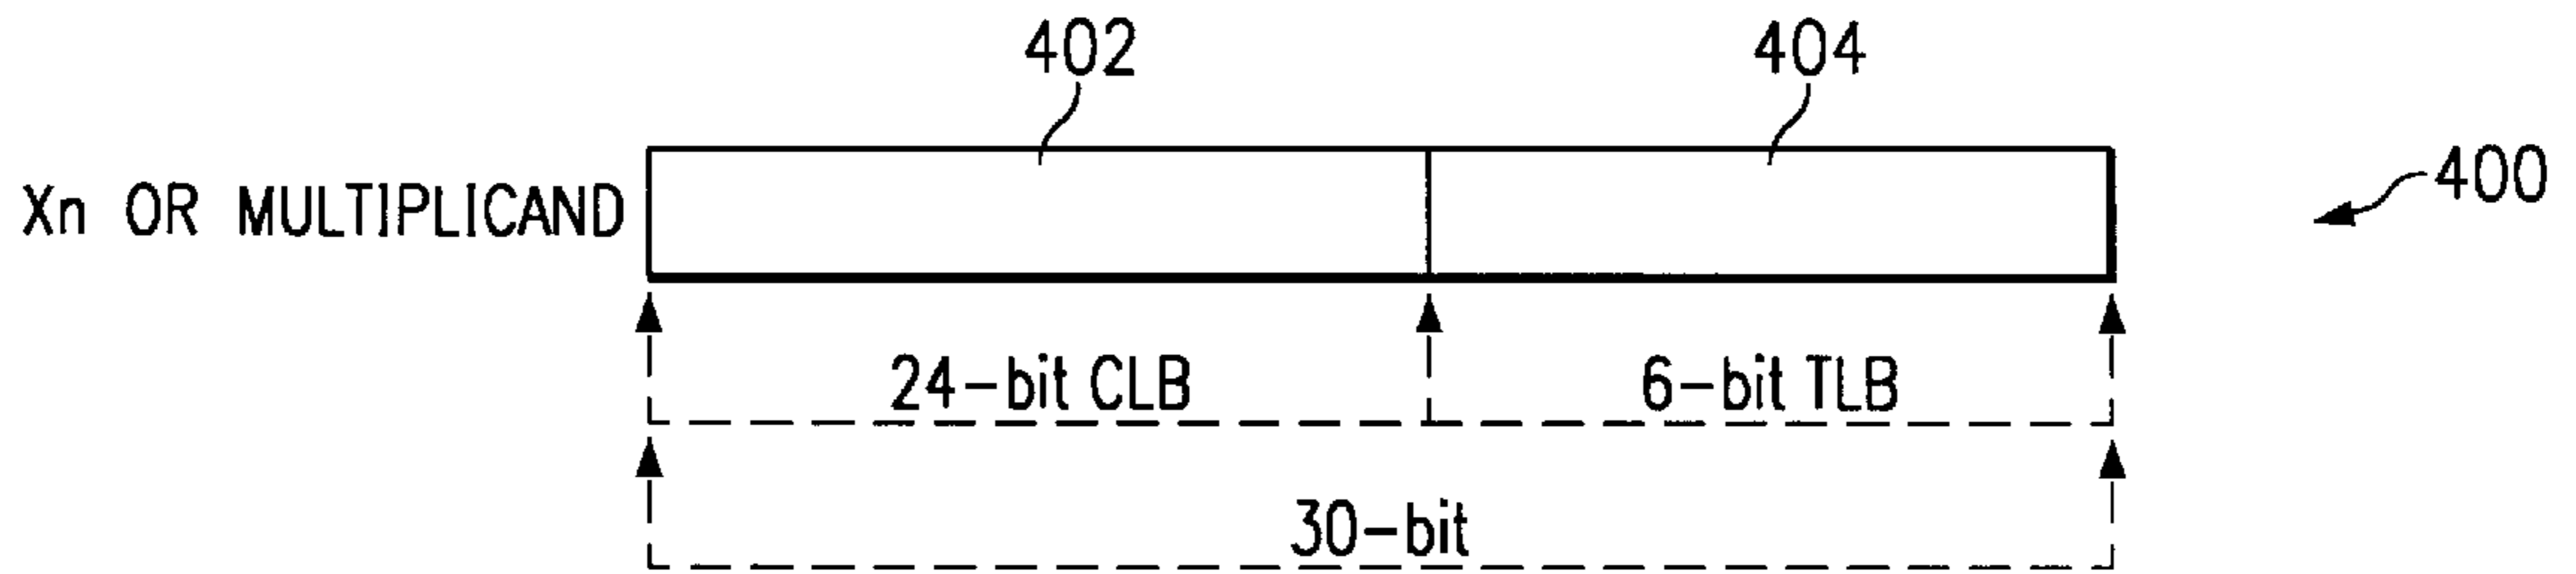 402 404
Xn OR MULTIPLICAND 400
24-bit CLB 6-bit TLB
30-bit